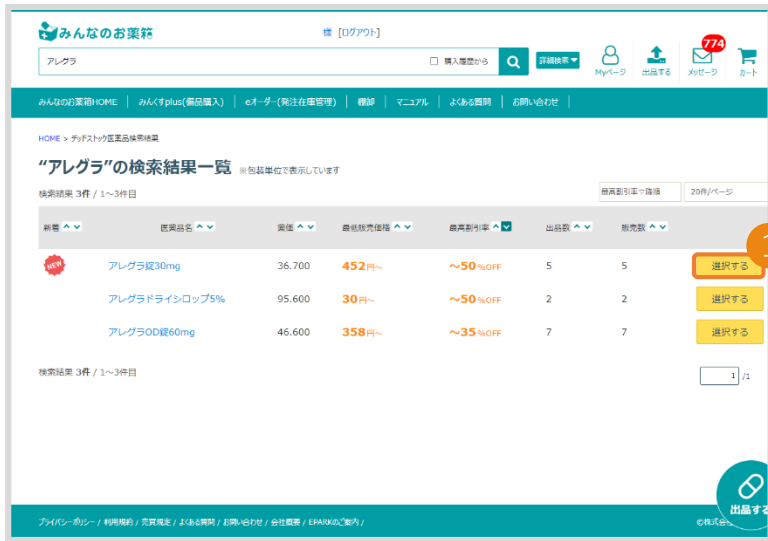 みんなのお薬箱
様 [ログアウト]
アレグラ
購入履歴から
詳細検索▼
Myページ
出品する
774
メッセージ
カート
みんなのお薬箱HOME | みんくすplus(備品購入) | eオーダー(発注在庫管理) | 棚卸 | マニュアル | よくある質問 | お問い合わせ |
HOME > デッドストック医薬品検索結果
“アレグラ”の検索結果一覧 ※包装単位で表示しています
検索結果 3件 / 1～3件目
最高割引率▽降順
20件/ページ
新着 医薬品名 薬価 最低販売価格 最高割引率 出品数 販売数
NEW アレグラ錠30mg 36.700 452円～ ～50%OFF 5 5 選択する
アレグラドライシロップ5% 95.600 30円～ ～50%OFF 2 2 選択する
アレグラOD錠60mg 46.600 358円～ ～35%OFF 7 7 選択する
検索結果 3件 / 1～3件目
1 /1
出品する
プライバシーポリシー / 利用規約 / 売買規定 / よくある質問 / お問い合わせ / 会社概要 / EPARKのご案内 /
©株式会